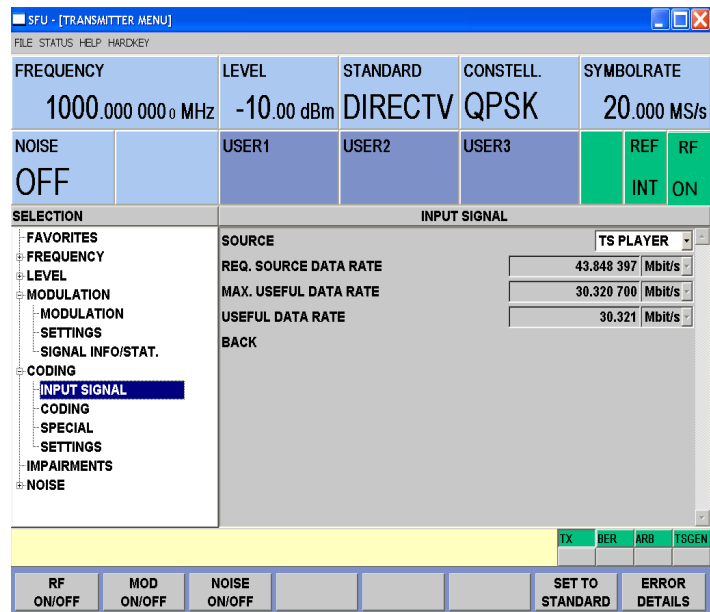 SFU - [TRANSMITTER MENU]
FILE STATUS HELP HARDKEY
FREQUENCY LEVEL STANDARD CONSTELL. SYMBOLRATE
1000.000 000 0 MHz -10.00 dBm DIRECTV QPSK 20.000 MS/s
NOISE USER1 USER2 USER3 REF RF
OFF INT ON
SELECTION INPUT SIGNAL
FAVORITES
FREQUENCY
LEVEL
MODULATION
MODULATION
SETTINGS
SIGNAL INFO/STAT.
CODING
INPUT SIGNAL
CODING
SPECIAL
SETTINGS
IMPAIRMENTS
NOISE
SOURCE TS PLAYER
REQ. SOURCE DATA RATE 43.848 397 Mbit/s
MAX. USEFUL DATA RATE 30.320 700 Mbit/s
USEFUL DATA RATE 30.321 Mbit/s
BACK
TX BER ARB TSGEN
RF ON/OFF MOD ON/OFF NOISE ON/OFF SET TO STANDARD ERROR DETAILS